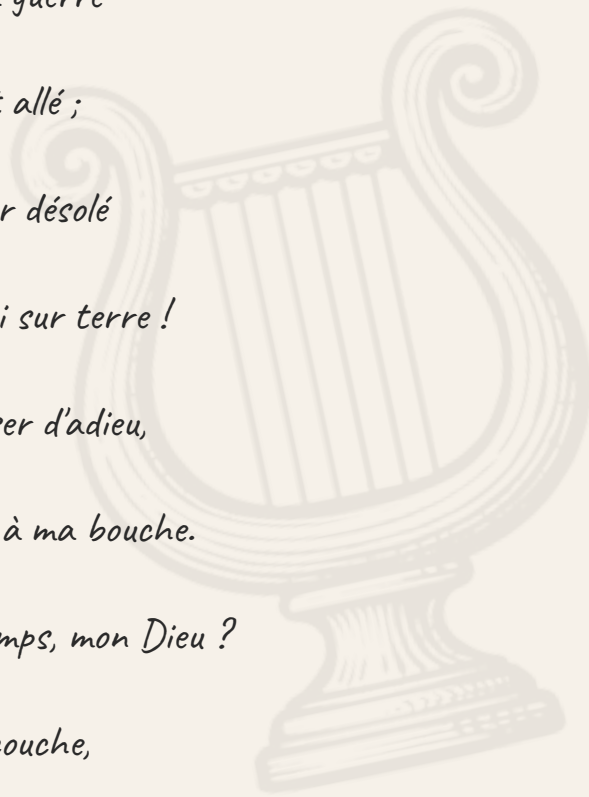 guerre
allé ;
r désolé
i sur terre !
er d'adieu,
à ma bouche.
mps, mon Dieu ?
ouche,